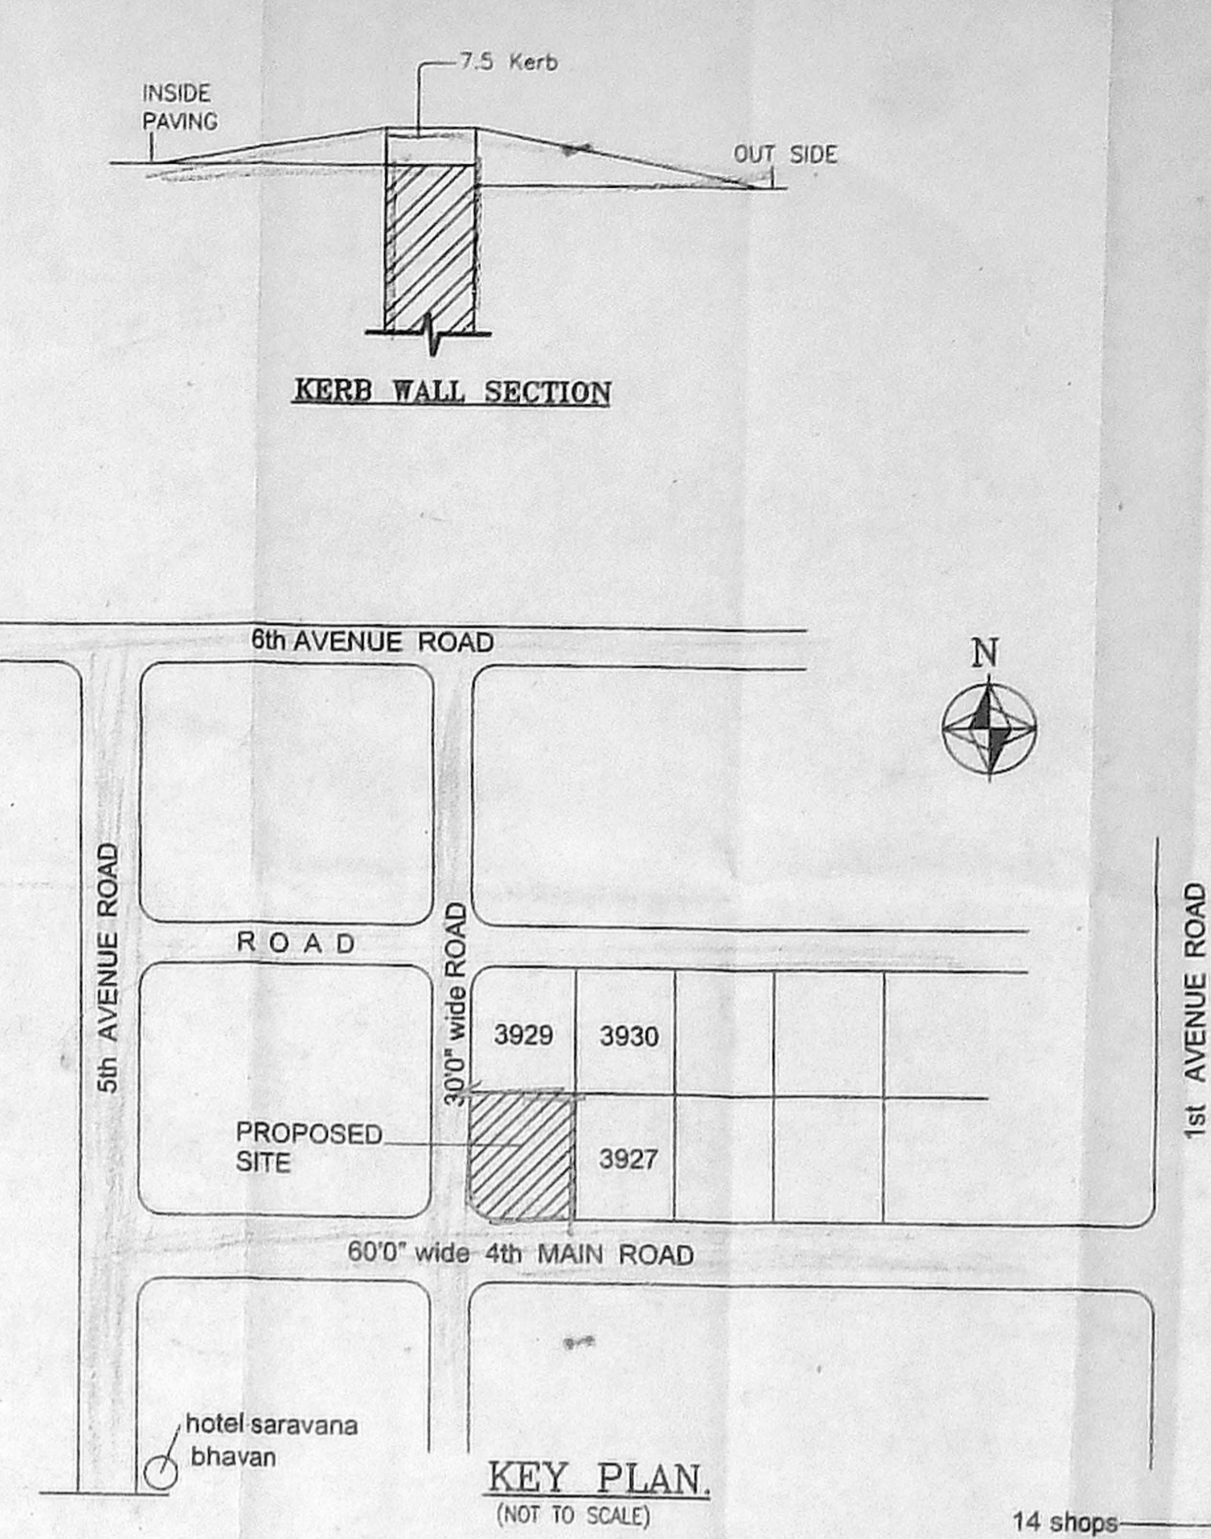 7.5 Kerb
INSIDE
PAVING
OUT SIDE
KERB WALL SECTION
6th AVENUE ROAD
N
5th AVENUE ROAD
ROAD
30'0" wide ROAD
1st AVENUE ROAD
3929
3930
PROPOSED
SITE
3927
60'0" wide 4th MAIN ROAD
hotel saravana
bhavan
KEY PLAN.
(NOT TO SCALE)
14 shops